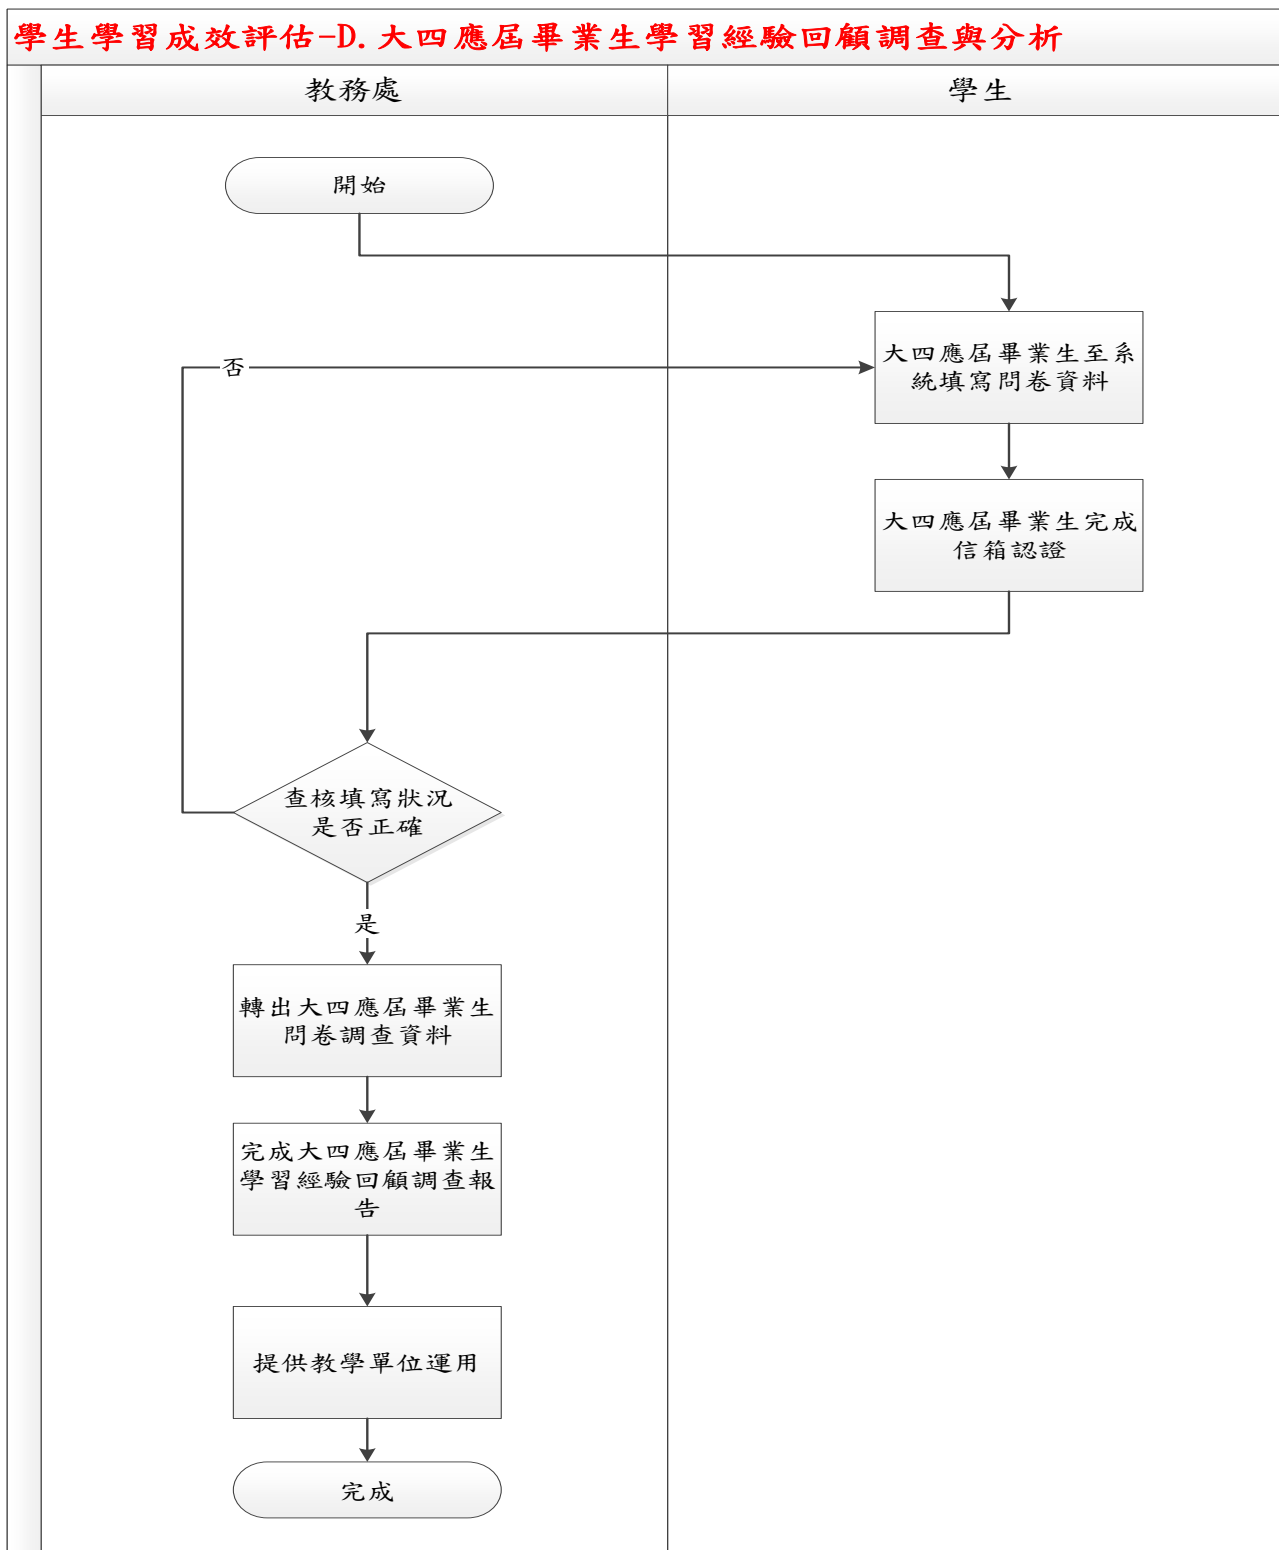 學生學習成效評估-D.大四應屆畢業生學習經驗回顧調查與分析
教務處
學生
開始
否
大四應屆畢業生至系
統填寫問卷資料
大四應屆畢業生完成
信箱認證
查核填寫狀況
是否正確
是
轉出大四應屆畢業生
問卷調查資料
完成大四應屆畢業生
學習經驗回顧調查報
告
提供教學單位運用
完成